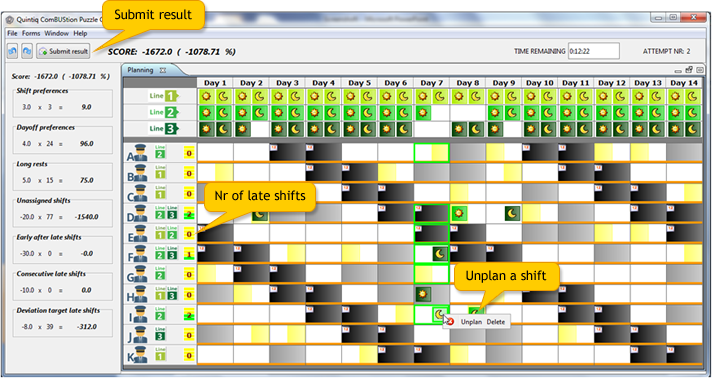 Submit result
Quintiq ComBUStion Puzzle C
File Forms Window Help
Submit result
SCORE: -1672.0 ( -1078.71 %)
TIME REMAINING 0:12:22
ATTEMPT NR: 2
Score: -1672.0 ( -1078.71 %)
Shift preferences
3.0 x 3 = 9.0
Dayoff preferences
4.0 x 24 = 96.0
Long rests
5.0 x 15 = 75.0
Unassigned shifts
-20.0 x 77 = -1540.0
Early after late shifts
-30.0 x 0 = -0.0
Consecutive late shifts
-10.0 x 0 = 0.0
Deviation target late shifts
-8.0 x 39 = -312.0
Planning
Day 1 Day 2 Day 3 Day 4 Day 5 Day 6 Day 7 Day 8 Day 9 Day 10 Day 11 Day 12 Day 13 Day 14
Line 1
Line 2
Line 3
A Line 2 0
B Line 1 0
C Line 1 0
D Line 2 Line 3 2
E Line 1 Line 2 0
F Line 2 Line 3 1
G Line 2 0
H Line 1 Line 3 0
I Line 2 2
J Line 3 0
K Line 1 0
Nr of late shifts
Unplan a shift
Unplan Delete